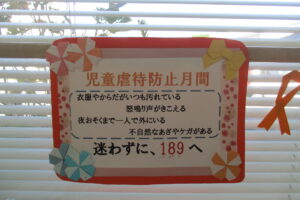 児童虐待防止月間
衣服やからだがいつも汚れている
怒鳴り声がきこえる
夜おそくまで一人で外にいる
不自然なあざやケガがある
迷わずに、189へ